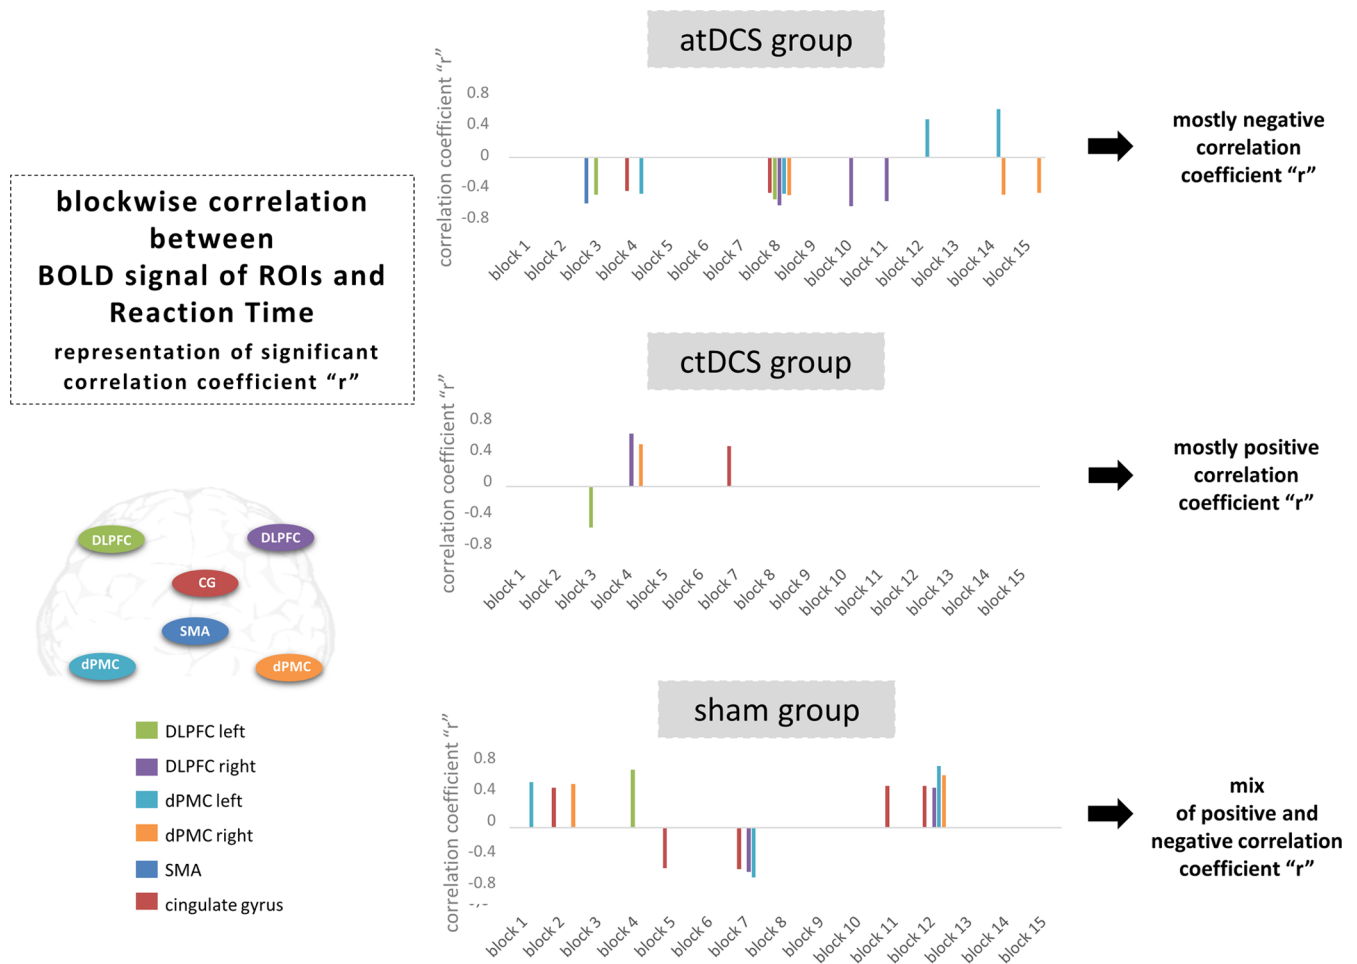 atDCS group
correlation coefficient “r”
0.8
0.4
0
-0.4
-0.8
block 1
block 2
block 3
block 4
block 5
block 6
block 7
block 8
block 9
block 10
block 11
block 12
block 13
block 14
block 15
mostly negative
correlation
coefficient “r”
blockwise correlation
between
BOLD signal of ROIs and
Reaction Time
representation of significant
correlation coefficient “r”
ctDCS group
correlation coefficient “r”
0.8
0.4
0
-0.4
-0.8
block 1
block 2
block 3
block 4
block 5
block 6
block 7
block 8
block 9
block 10
block 11
block 12
block 13
block 14
block 15
mostly positive
correlation
coefficient “r”
DLPFC
DLPFC
CG
SMA
dPMC
dPMC
DLPFC left
DLPFC right
dPMC left
dPMC right
SMA
cingulate gyrus
sham group
correlation coefficient “r”
0.8
0.4
0
-0.4
-0.8
-,-
block 1
block 2
block 3
block 4
block 5
block 6
block 7
block 8
block 9
block 10
block 11
block 12
block 13
block 14
block 15
mix
of positive and
negative correlation
coefficient “r”